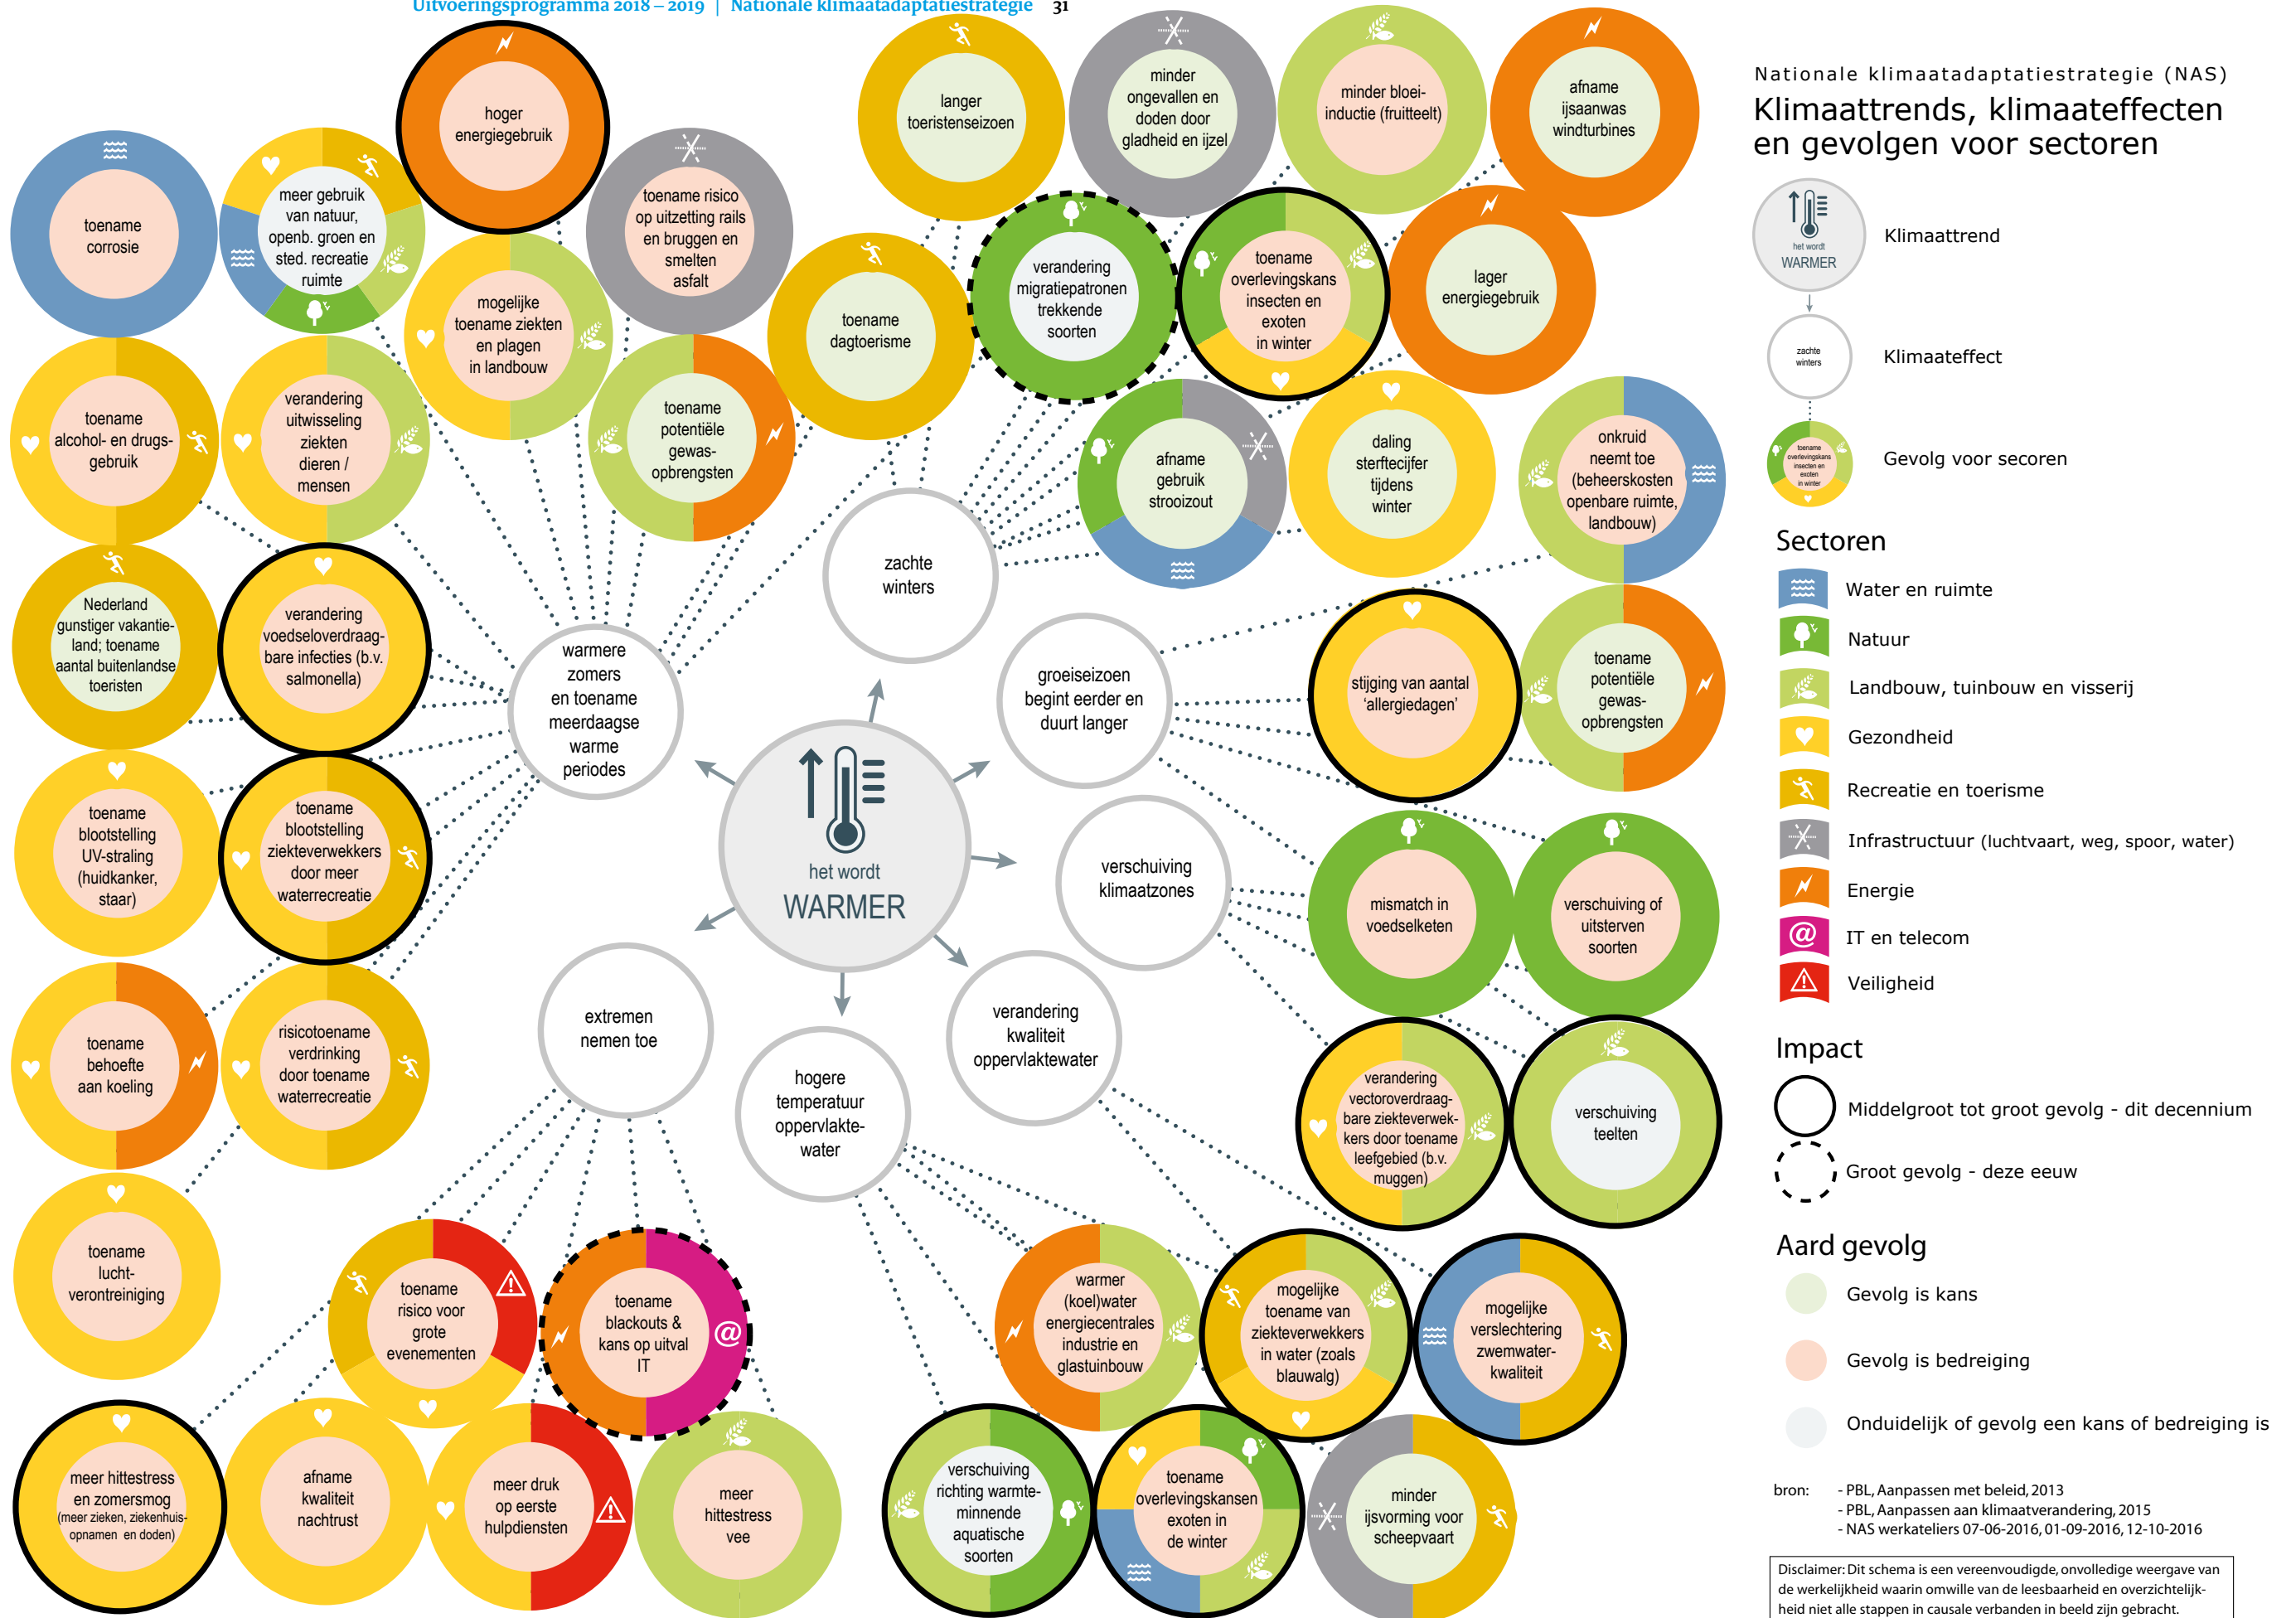 Uitvoeringsprogramma 2018 – 2019 | Nationale klimaatadaptatiestrategie 31
hoger
energiegebruik
langer
toeristenseizoen
minder
ongevallen en
doden door
gladheid en ijzel
minder bloei-
inductie (fruitteelt)
afname
ijsaanwas
windturbines
toename
corrosie
meer gebruik
van natuur,
openb. groen en
sted. recreatie
ruimte
toename risico
op uitzetting rails
en bruggen en
smelten
asfalt
mogelijke
toename ziekten
en plagen
in landbouw
toename
dagtoerisme
verandering
migratiepatronen
trekkende
soorten
toename
overlevingskans
insecten en
exoten
in winter
lager
energiegebruik
toename
alcohol- en drugs-
gebruik
verandering
uitwisseling
ziekten
dieren /
mensen
toename
potentiële
gewas-
opbrengsten
afname
gebruik
strooizout
daling
sterftecijfer
tijdens
winter
onkruid
neemt toe
(beheerskosten
openbare ruimte,
landbouw)
Nederland
gunstiger vakantie-
land; toename
aantal buitenlandse
toeristen
verandering
voedseloverdraag-
bare infecties (b.v.
salmonella)
warmere
zomers
en toename
meerdaagse
warme
periodes
zachte
winters
groeiseizoen
begint eerder en
duurt langer
stijging van aantal
‘allergiedagen’
toename
potentiële
gewas-
opbrengsten
toename
blootstelling
UV-straling
(huidkanker,
staar)
toename
blootstelling
ziekteverwekkers
door meer
waterrecreatie
het wordt
WARMER
verschuiving
klimaatzones
mismatch in
voedselketen
verschuiving of
uitsterven
soorten
toename
behoefte
aan koeling
risicotoename
verdrinking
door toename
waterrecreatie
extremen
nemen toe
hogere
temperatuur
oppervlakte-
water
verandering
kwaliteit
oppervlaktewater
verandering
vectoroverdraag-
bare ziekteverwek-
kers door toename
leefgebied (b.v.
muggen)
verschuiving
teelten
toename
lucht-
verontreiniging
toename
risico voor
grote
evenementen
toename
blackouts &
kans op uitval
IT
@
warmer
(koel)water
energiecentrales
industrie en
glastuinbouw
mogelijke
toename van
ziekteverwekkers
in water (zoals
blauwalg)
mogelijke
verslechtering
zwemwater-
kwaliteit
meer hittestress
en zomersmog
(meer zieken, ziekenhuis-
opnamen en doden)
afname
kwaliteit
nachtrust
meer druk
op eerste
hulpdiensten
meer
hittestress
vee
verschuiving
richting warmte-
minnende
aquatische
soorten
toename
overlevingskansen
exoten in
de winter
minder
ijsvorming voor
scheepvaart
Nationale klimaatadaptatiestrategie (NAS)
Klimaattrends, klimaateffecten
en gevolgen voor sectoren
het wordt
WARMER
Klimaattrend
zachte
winters
Klimaateffect
toename
overlevingskans
insecten en
exoten
in winter
Gevolg voor secoren
Sectoren
Water en ruimte
Natuur
Landbouw, tuinbouw en visserij
Gezondheid
Recreatie en toerisme
Infrastructuur (luchtvaart, weg, spoor, water)
Energie
@ IT en telecom
Veiligheid
Impact
Middelgroot tot groot gevolg - dit decennium
Groot gevolg - deze eeuw
Aard gevolg
Gevolg is kans
Gevolg is bedreiging
Onduidelijk of gevolg een kans of bedreiging is
bron: - PBL, Aanpassen met beleid, 2013
- PBL, Aanpassen aan klimaatverandering, 2015
- NAS werkateliers 07-06-2016, 01-09-2016, 12-10-2016
Disclaimer: Dit schema is een vereenvoudigde, onvolledige weergave van
de werkelijkheid waarin omwille van de leesbaarheid en overzichtelijk-
heid niet alle stappen in causale verbanden in beeld zijn gebracht.